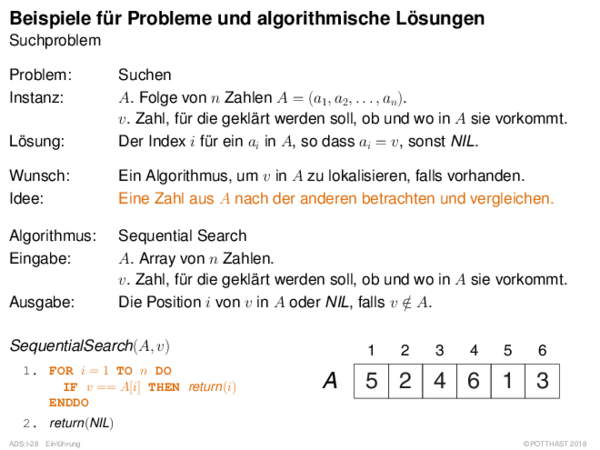 Beispiele für Probleme und algorithmische Lösungen
Suchproblem
Problem: Suchen
Instanz: A. Folge von n Zahlen A = (a₁, a₂, . . . , aₙ).
v. Zahl, für die geklärt werden soll, ob und wo in A sie vorkommt.
Lösung: Der Index i für ein aᵢ in A, so dass aᵢ = v, sonst NIL.
Wunsch: Ein Algorithmus, um v in A zu lokalisieren, falls vorhanden.
Idee: Eine Zahl aus A nach der anderen betrachten und vergleichen.
Algorithmus: Sequential Search
Eingabe: A. Array von n Zahlen.
v. Zahl, für die geklärt werden soll, ob und wo in A sie vorkommt.
Ausgabe: Die Position i von v in A oder NIL, falls v ∉ A.
SequentialSearch(A, v)
1. FOR i = 1 TO n DO
IF v == A[i] THEN return(i)
ENDDO
2. return(NIL)
1 2 3 4 5 6
A 5 2 4 6 1 3
ADS:I-28 Einführung ©POTTHAST 2018